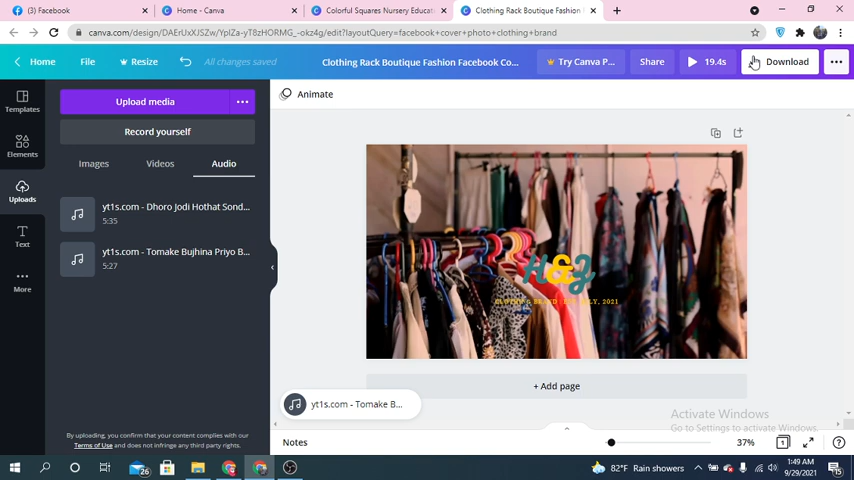 (3) Facebook
Home - Canva
Colorful Squares Nursery Educati
Clothing Rack Boutique Fashion F
canva.com/design/DAErUxXJSZw/YpIZa-yT8zHORMG_-okz4g/edit?layoutQuery=facebook+cover+photo+clothing+brand
Home
File
Resize
All changes saved
Clothing Rack Boutique Fashion Facebook Co...
Try Canva P...
Share
19.4s
Download
Templates
Elements
Uploads
Text
More
Upload media
Record yourself
Images
Videos
Audio
yt1s.com - Dhoro Jodi Hothat Sond...
5:35
yt1s.com - Tomake Bujhina Priyo B...
5:27
By uploading, you confirm that your content complies with our
Terms of Use and does not infringe any third party rights.
Animate
H&J
+ Add page
yt1s.com - Tomake B...
Activate Windows
Go to Settings to activate Windows.
Notes
37%
1
26
82°F Rain showers
1:49 AM
9/29/2021
15